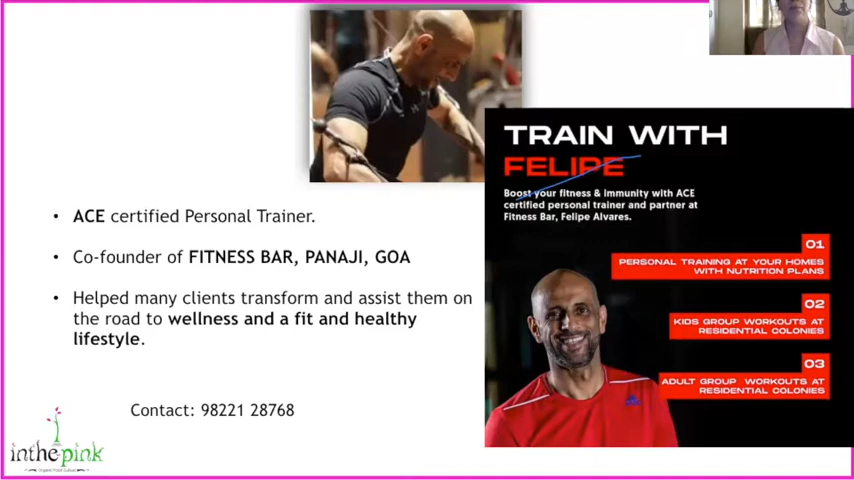 TRAIN WITH
FELIPE
Boost your fitness & immunity with ACE
certified personal trainer and partner at
Fitness Bar, Felipe Alvares.
01
PERSONAL TRAINING AT YOUR HOMES
WITH NUTRITION PLANS
02
KIDS GROUP WORKOUTS AT
RESIDENTIAL COLONIES
03
ADULT GROUP WORKOUTS AT
RESIDENTIAL COLONIES
• ACE certified Personal Trainer.
• Co-founder of FITNESS BAR, PANAJI, GOA
• Helped many clients transform and assist them on
the road to wellness and a fit and healthy
lifestyle.
Contact: 98221 28768
inthepink